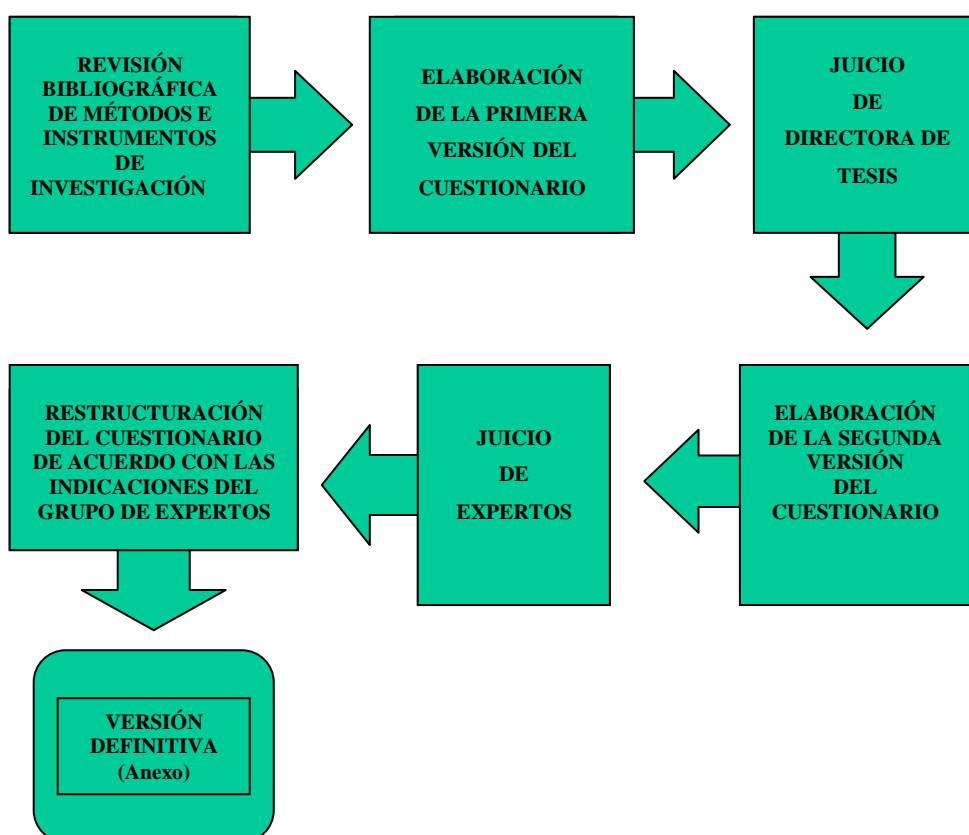 REVISIÓN
BIBLIOGRÁFICA
DE MÉTODOS E
INSTRUMENTOS
DE
INVESTIGACIÓN
ELABORACIÓN
DE LA PRIMERA
VERSIÓN DEL
CUESTIONARIO
JUICIO
DE
DIRECTORA DE
TESIS
ELABORACIÓN
DE LA SEGUNDA
VERSIÓN
DEL
CUESTIONARIO
JUICIO
DE
EXPERTOS
RESTRUCTURACIÓN
DEL CUESTIONARIO
DE ACUERDO CON LAS
INDICACIONES DEL
GRUPO DE EXPERTOS
VERSIÓN
DEFINITIVA
(Anexo)